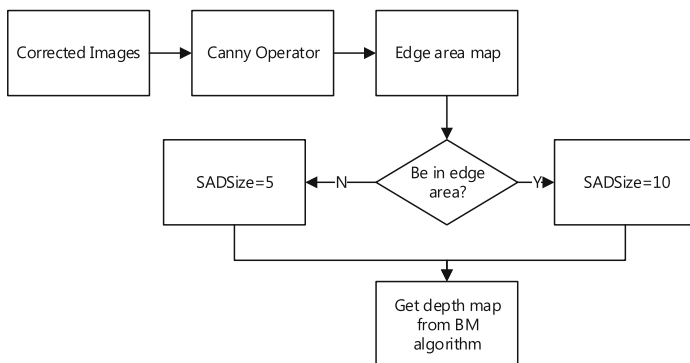 Corrected Images
Canny Operator
Edge area map
Be in edge
area?
N
Y
SADSize=5
SADSize=10
Get depth map
from BM
algorithm